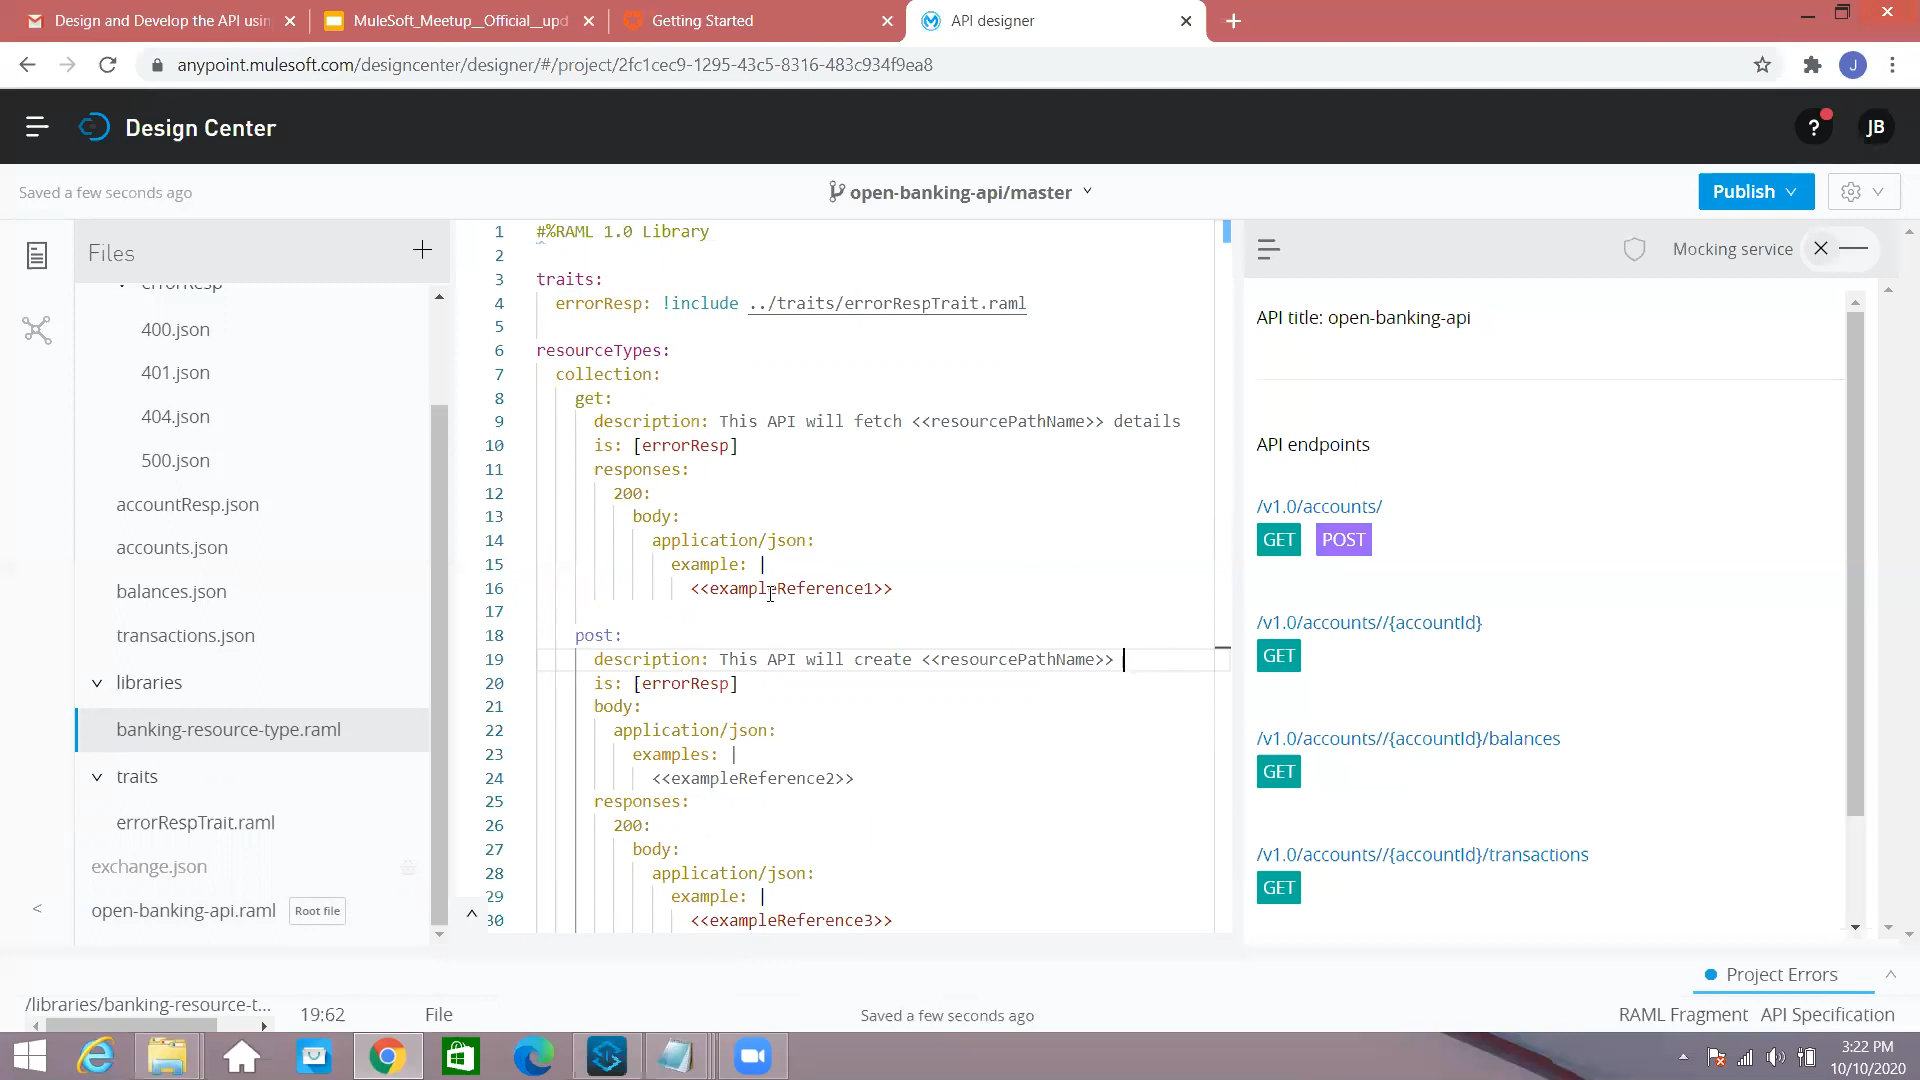 Design and Develop the API usin
MuleSoft_Meetup__Official__upd
Getting Started
API designer
anypoint.mulesoft.com/designcenter/designer/#/project/2fc1cec9-1295-43c5-8316-483c934f9ea8
J
Design Center
?
JB
Saved a few seconds ago
open-banking-api/master
Publish
Files
errorResp
400.json
401.json
404.json
500.json
accountResp.json
accounts.json
balances.json
transactions.json
libraries
banking-resource-type.raml
traits
errorRespTrait.raml
exchange.json
open-banking-api.raml Root file
1 #%RAML 1.0 Library
2
3 traits:
4 errorResp: !include ../traits/errorRespTrait.raml
5
6 resourceTypes:
7 collection:
8 get:
9 description: This API will fetch <<resourcePathName>> details
10 is: [errorResp]
11 responses:
12 200:
13 body:
14 application/json:
15 example: |
16 <<exampleReference1>>
17
18 post:
19 description: This API will create <<resourcePathName>>
20 is: [errorResp]
21 body:
22 application/json:
23 examples: |
24 <<exampleReference2>>
25 responses:
26 200:
27 body:
28 application/json:
29 example: |
30 <<exampleReference3>>
Mocking service
API title: open-banking-api
API endpoints
/v1.0/accounts/
GET POST
/v1.0/accounts//{accountId}
GET
/v1.0/accounts//{accountId}/balances
GET
/v1.0/accounts//{accountId}/transactions
GET
Project Errors
/libraries/banking-resource-t...
19:62
File
Saved a few seconds ago
RAML Fragment API Specification
3:22 PM
10/10/2020